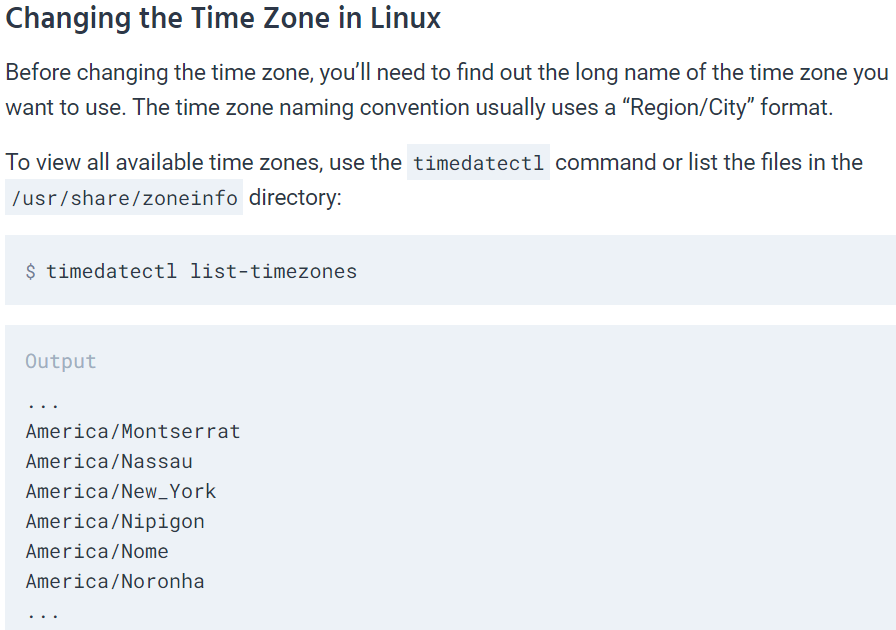 Changing the Time Zone in Linux
Before changing the time zone, you’ll need to find out the long name of the time zone you
want to use. The time zone naming convention usually uses a “Region/City” format.
To view all available time zones, use the timedatectl command or list the files in the
/usr/share/zoneinfo directory:
$ timedatectl list-timezones
Output
...
America/Montserrat
America/Nassau
America/New_York
America/Nipigon
America/Nome
America/Noronha
...